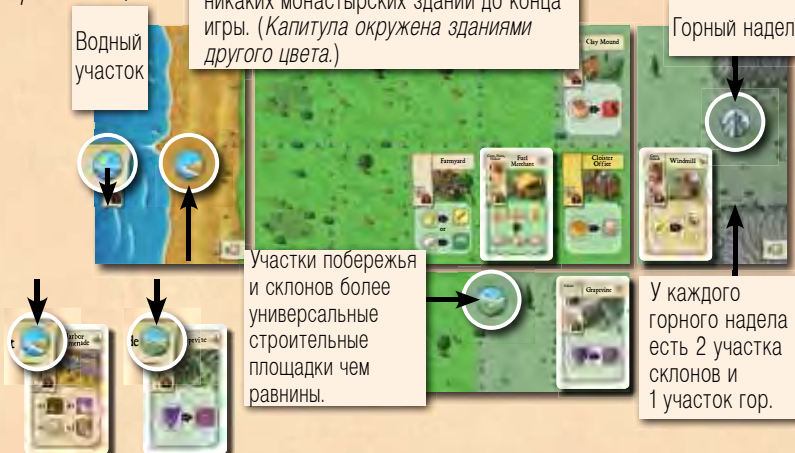 никаких монастырских зданий до конца
игры. (Капитула окружена зданиями
другого цвета.)
Водный
участок
Горный надел
Clay Mound
Farmyard
or
Fuel
Merchant
Cloister
Office
Windmill
Участки побережья
и склонов более
универсальные
строительные
площадки чем
равнины.
Grapevine
У каждого
горного надела
есть 2 участка
склонов и
1 участок гор.